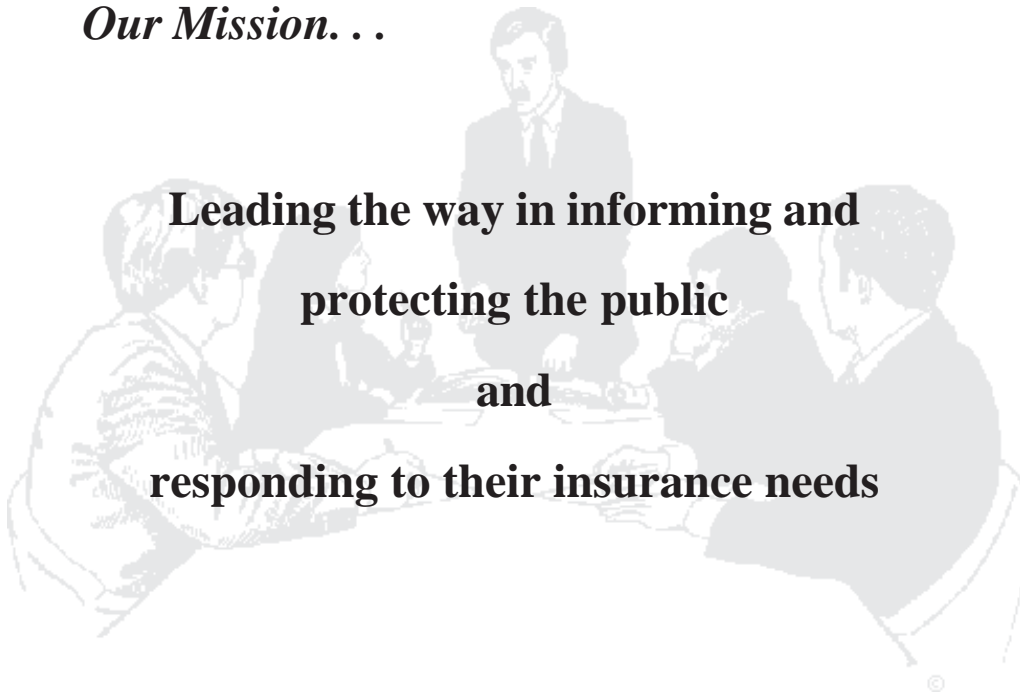 Our Mission. . .
Leading the way in informing and
protecting the public
and
responding to their insurance needs
©